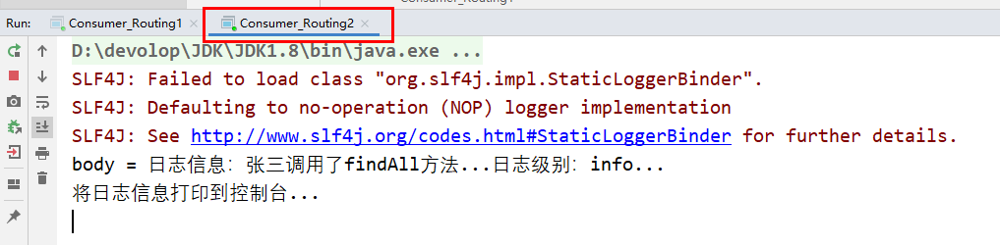 Consumer_Routing1
Run: Consumer_Routing1 × Consumer_Routing2 ×
D:\devolop\JDK\JDK1.8\bin\java.exe ...
SLF4J: Failed to load class "org.slf4j.impl.StaticLoggerBinder".
SLF4J: Defaulting to no-operation (NOP) logger implementation
SLF4J: See http://www.slf4j.org/codes.html#StaticLoggerBinder for further details.
body = 日志信息：张三调用了findAll方法...日志级别：info...
将日志信息打印到控制台...